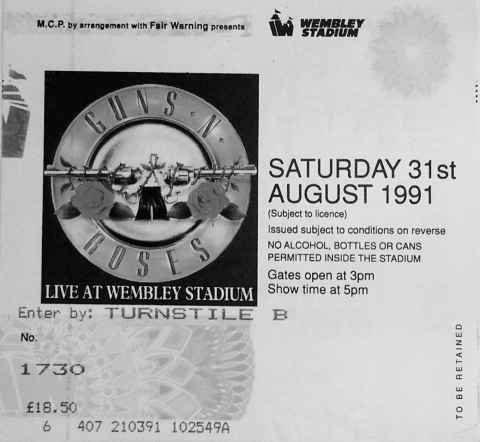 M.C.P. by arrangement with Fair Warning presents
WEMBLEY
STADIUM
GUNS N'
ROSES
LIVE AT WEMBLEY STADIUM
SATURDAY 31st
AUGUST 1991
(Subject to licence)
Issued subject to conditions on reverse
NO ALCOHOL, BOTTLES OR CANS
PERMITTED INSIDE THE STADIUM
Gates open at 3pm
Show time at 5pm
Enter by: TURNSTILE B
No.
1730
£18.50
6 407 210391 102549A
TO BE RETAINED